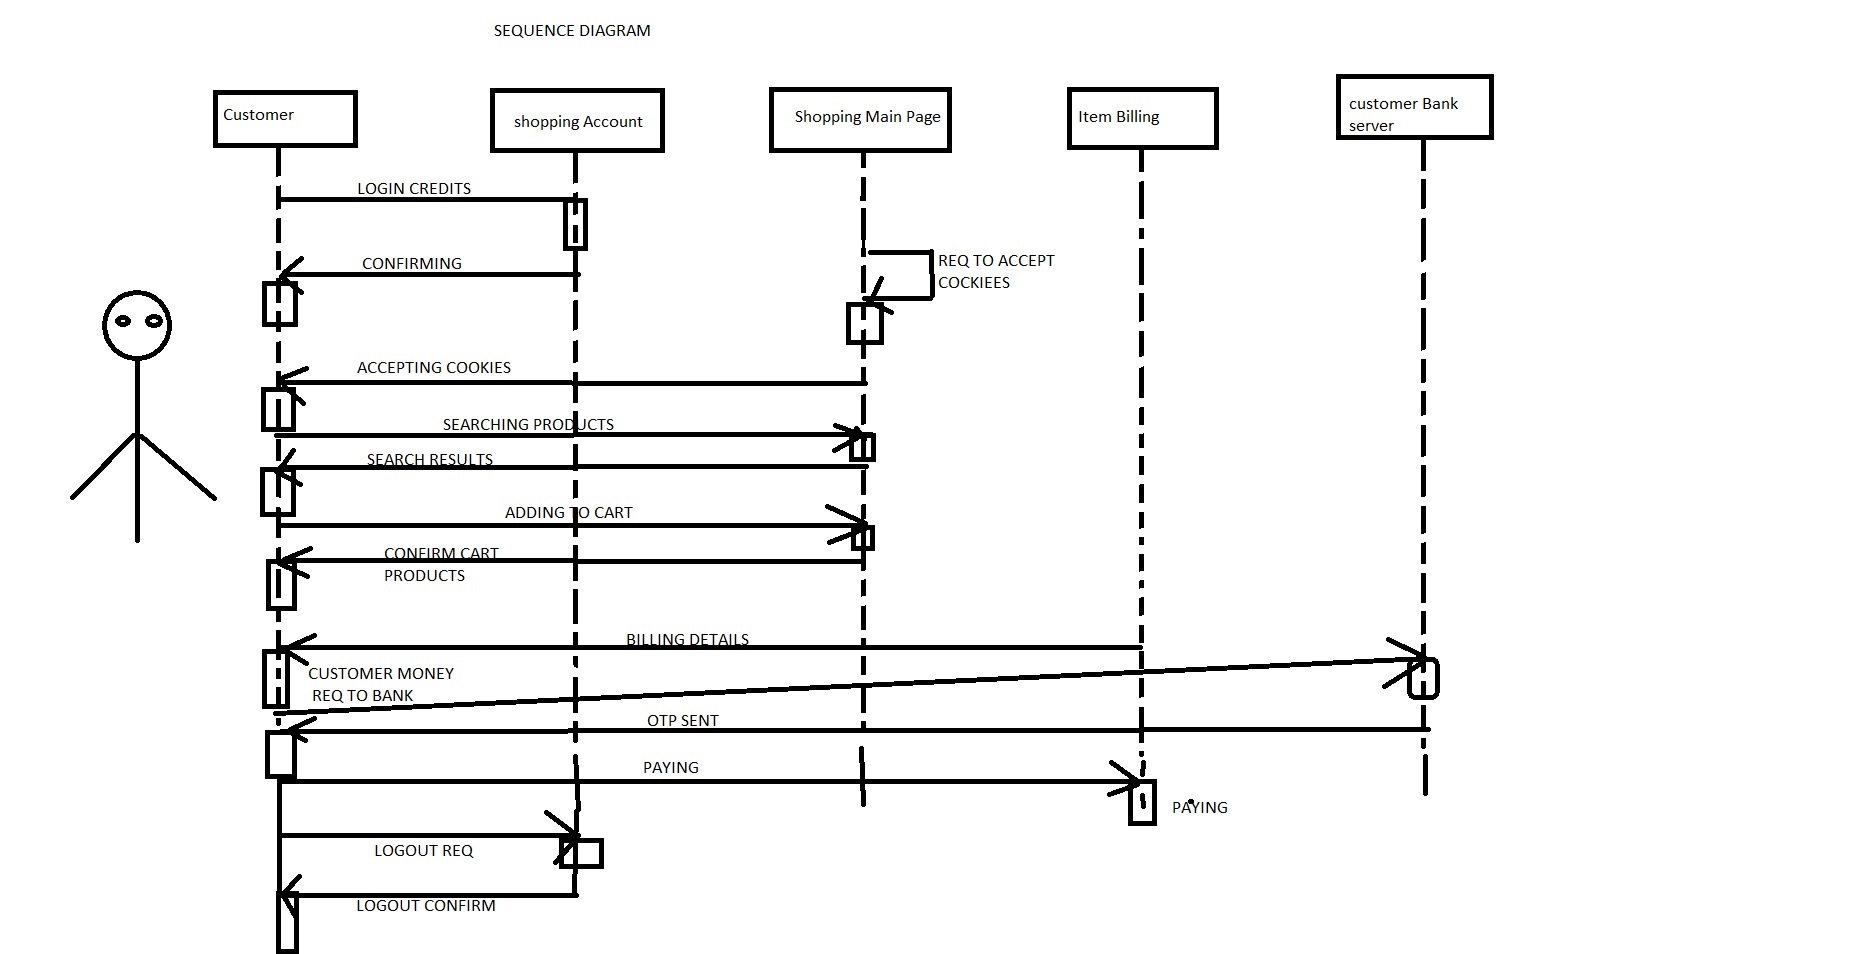 SEQUENCE DIAGRAM
Customer
shopping Account
Shopping Main Page
Item Billing
customer Bank
server
LOGIN CREDITS
CONFIRMING
REQ TO ACCEPT
COCKIEES
ACCEPTING COOKIES
SEARCHING PRODUCTS
SEARCH RESULTS
ADDING TO CART
CONFIRM CART
PRODUCTS
BILLING DETAILS
CUSTOMER MONEY
REQ TO BANK
OTP SENT
PAYING
PAYING
LOGOUT REQ
LOGOUT CONFIRM